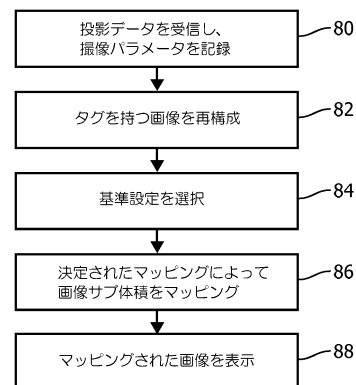 投影データを受信し、
撮像パラメータを記録
80
タグを持つ画像を再構成
82
基準設定を選択
84
決定されたマッピングによって
画像サブ体積をマッピング
86
マッピングされた画像を表示
88